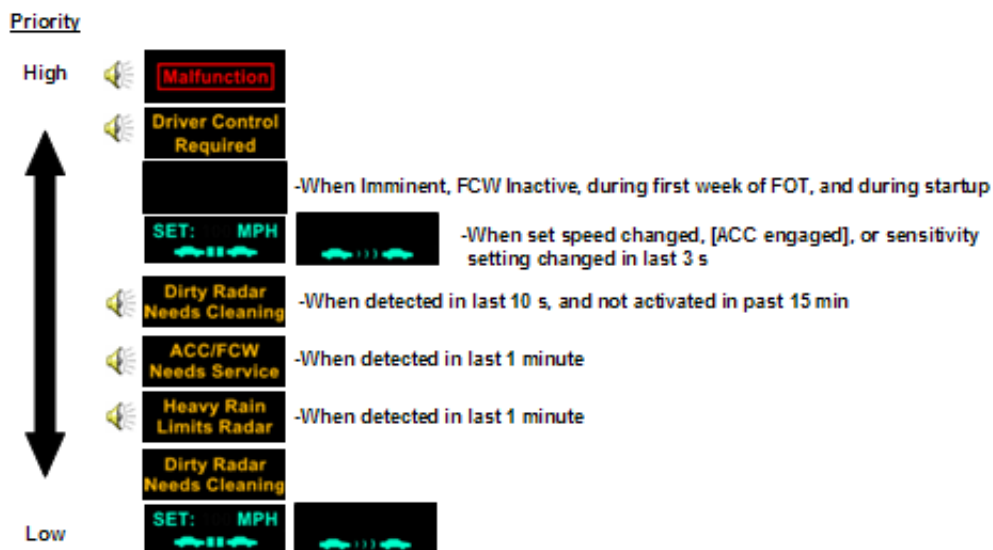 Priority
High
Malfunction
Driver Control
Required
-When Imminent, FCW Inactive, during first week of FOT, and during startup
SET: MPH
-When set speed changed, [ACC engaged], or sensitivity
setting changed in last 3 s
Dirty Radar
Needs Cleaning
-When detected in last 10 s, and not activated in past 15 min
ACC/FCW
Needs Service
-When detected in last 1 minute
Heavy Rain
Limits Radar
-When detected in last 1 minute
Dirty Radar
Needs Cleaning
Low
SET: MPH